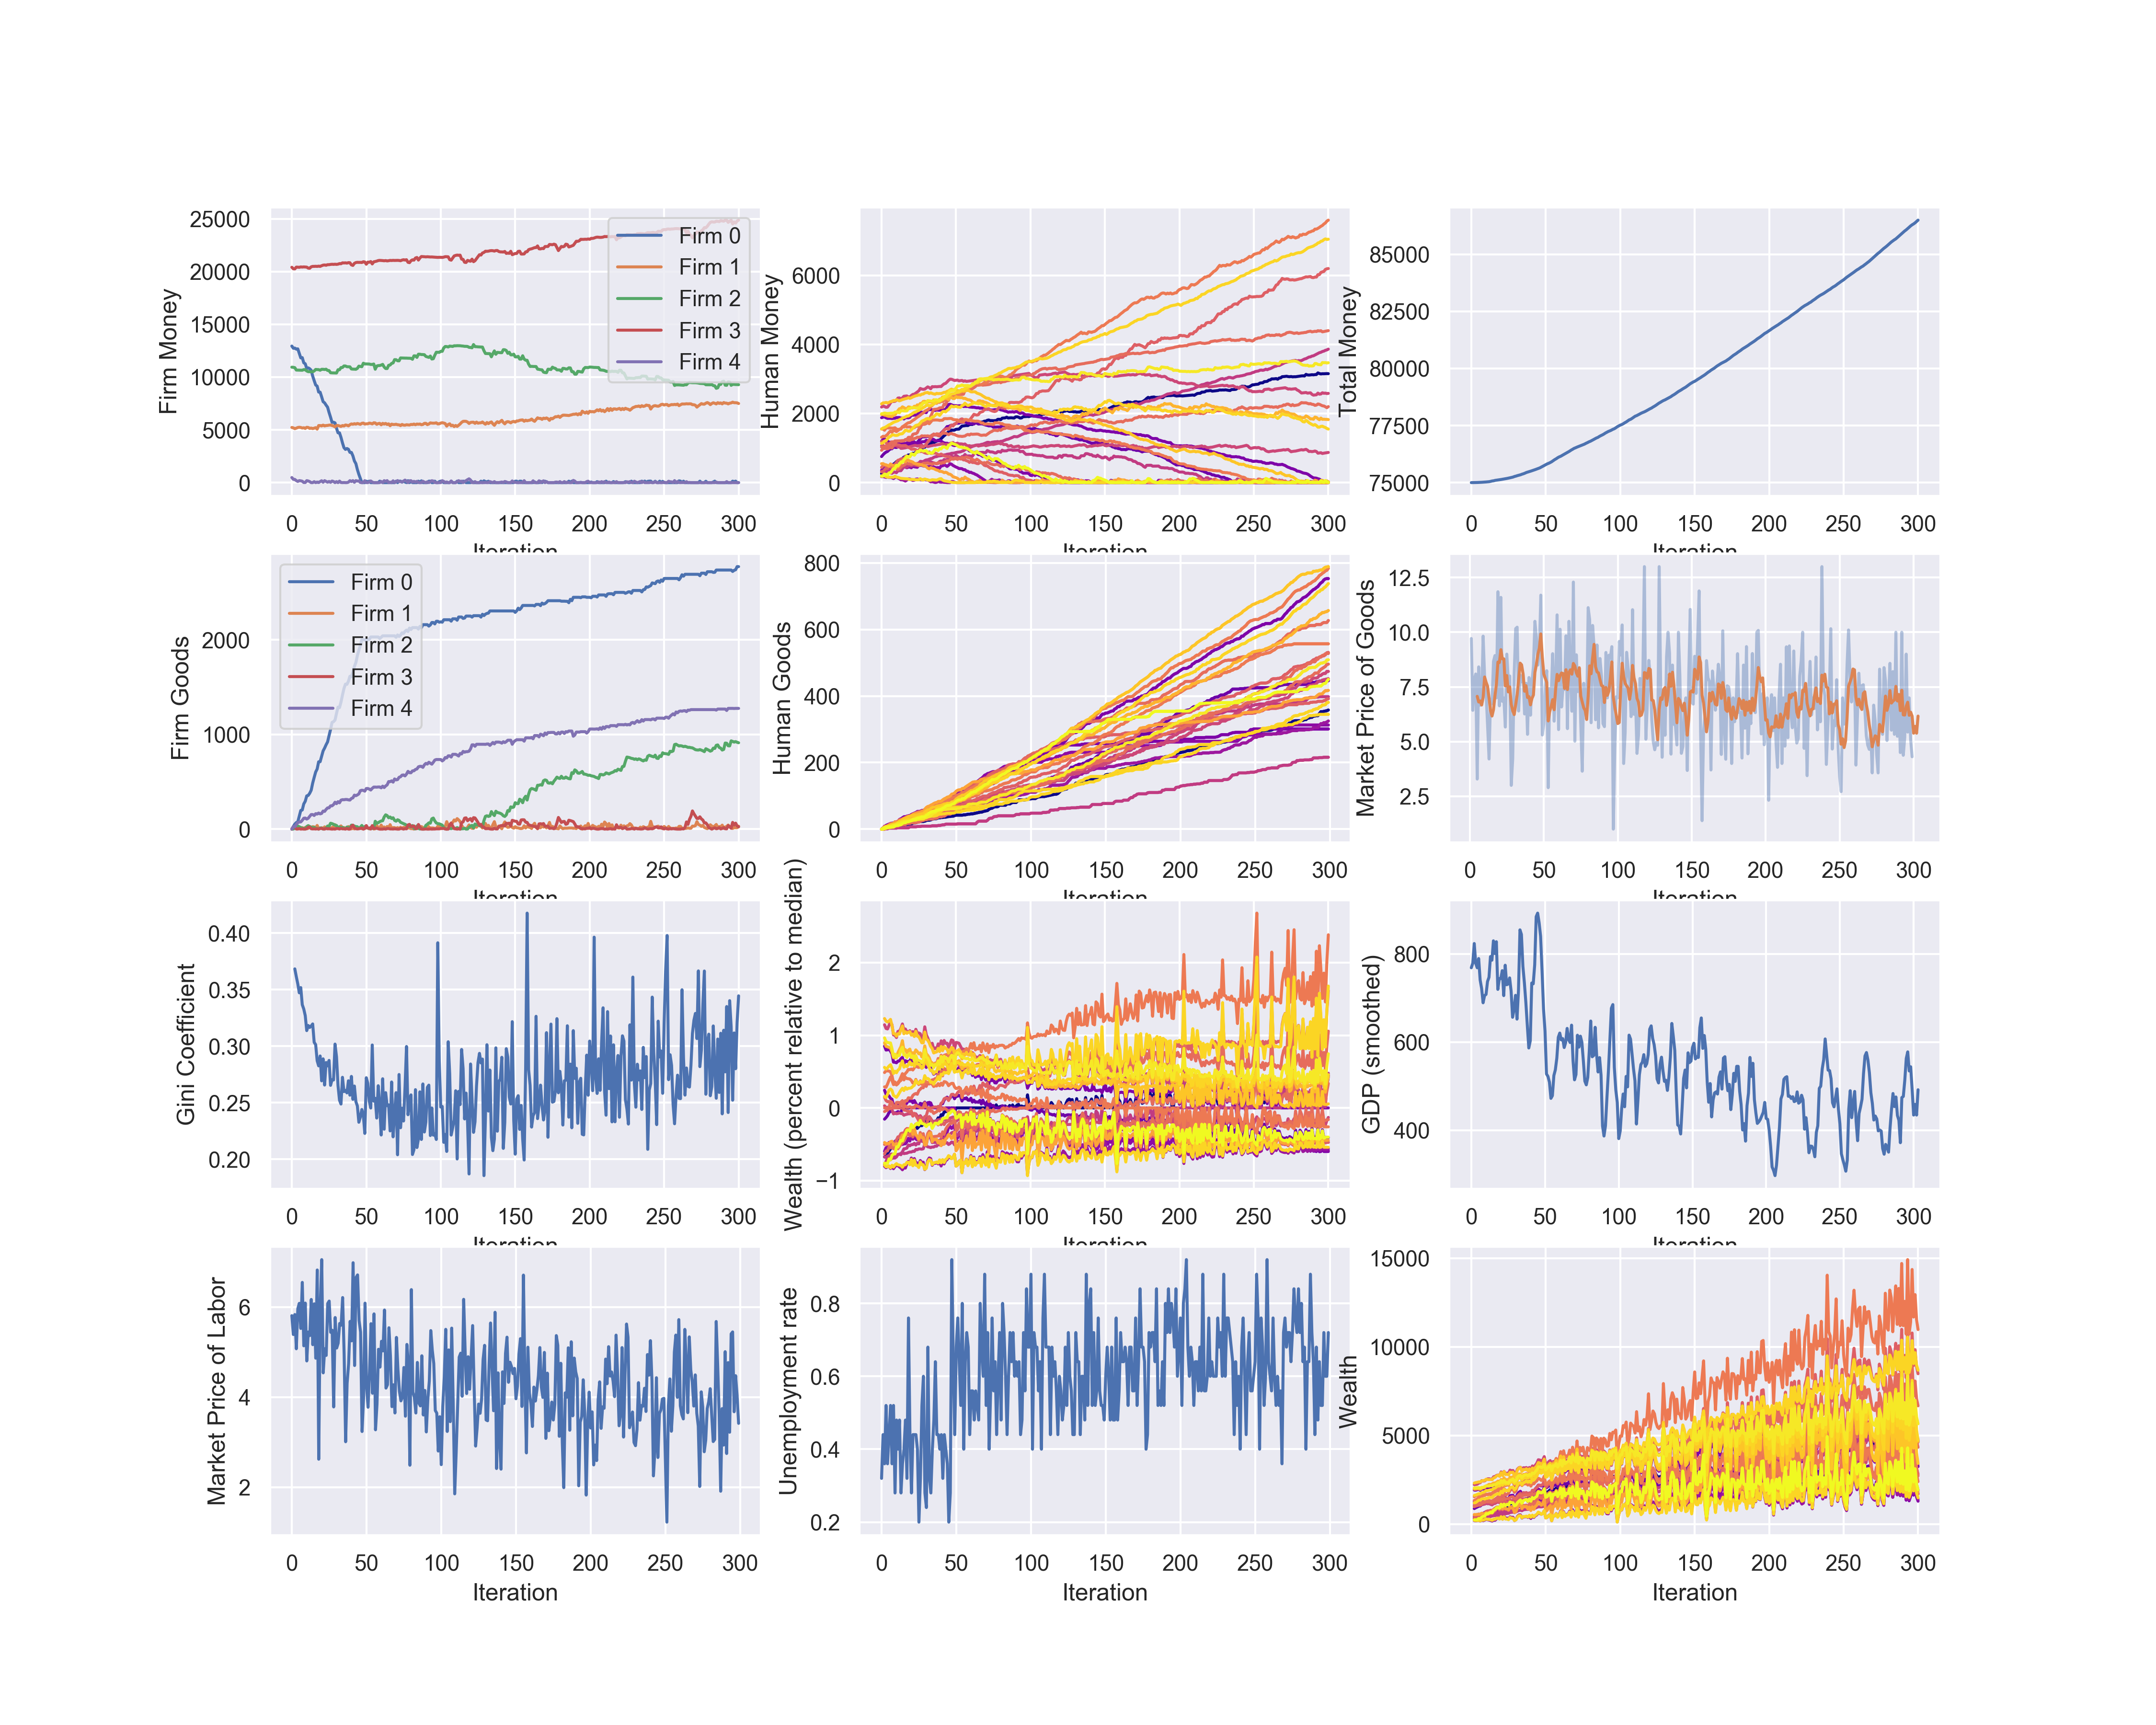 Firm Money
25000
20000
15000
10000
5000
0
Firm 0
Firm 1
Firm 2
Firm 3
Firm 4
0 50 100 150 200 250 300
Iteration
Human Money
6000
4000
2000
0
0 50 100 150 200 250 300
Iteration
Total Money
85000
82500
80000
77500
75000
0 50 100 150 200 250 300
Iteration
Firm Goods
2000
1000
0
Firm 0
Firm 1
Firm 2
Firm 3
Firm 4
0 50 100 150 200 250 300
Iteration
Human Goods
800
600
400
200
0
0 50 100 150 200 250 300
Iteration
Market Price of Goods
12.5
10.0
7.5
5.0
2.5
0 50 100 150 200 250 300
Iteration
Gini Coefficient
0.40
0.35
0.30
0.25
0.20
0 50 100 150 200 250 300
Iteration
Wealth (percent relative to median)
2
1
0
−1
0 50 100 150 200 250 300
Iteration
GDP (smoothed)
800
600
400
0 50 100 150 200 250 300
Iteration
Market Price of Labor
6
4
2
0 50 100 150 200 250 300
Iteration
Unemployment rate
0.8
0.6
0.4
0.2
0 50 100 150 200 250 300
Iteration
Wealth
15000
10000
5000
0
0 50 100 150 200 250 300
Iteration